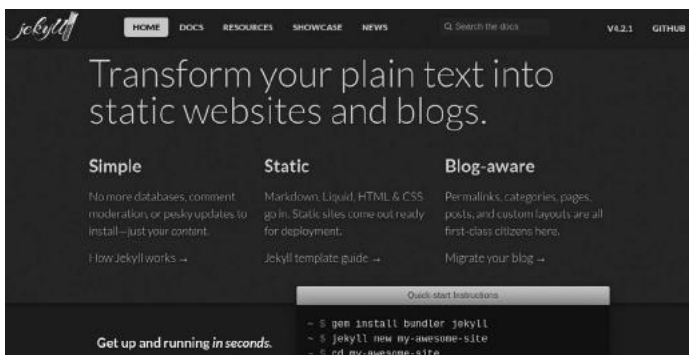 jekyll
HOME DOCS RESOURCES SHOWCASE NEWS Search the docs V4.2.1 GITHUB
Transform your plain text into
static websites and blogs.
Simple
No more databases, comment
moderation, or pesky updates to
install—just your content.
How Jekyll works →
Static
Markdown, Liquid, HTML & CSS
go in. Static sites come out ready
for deployment.
Jekyll template guide →
Blog-aware
Permalinks, categories, pages,
posts, and custom layouts are all
first-class citizens here.
Migrate your blog →
Get up and running in seconds.
Quick-start Instructions
~ $ gem install bundler jekyll
~ $ jekyll new my-awesome-site
~ $ cd my-awesome-site